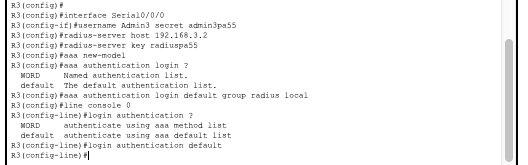 R3(config)#
R3(config)#interface Serial0/0/0
R3(config-if)#username Admin3 secret admin3pa55
R3(config)#radius-server host 192.168.3.2
R3(config)#radius-server key radiuspa55
R3(config)#aaa new-model
R3(config)#aaa authentication login ?
WORD Named authentication list.
default The default authentication list.
R3(config)#aaa authentication login default group radius local
R3(config)#line console 0
R3(config-line)#login authentication ?
WORD authenticate using aaa method list
default authenticate using aaa default list
R3(config-line)#login authentication default
R3(config-line)#